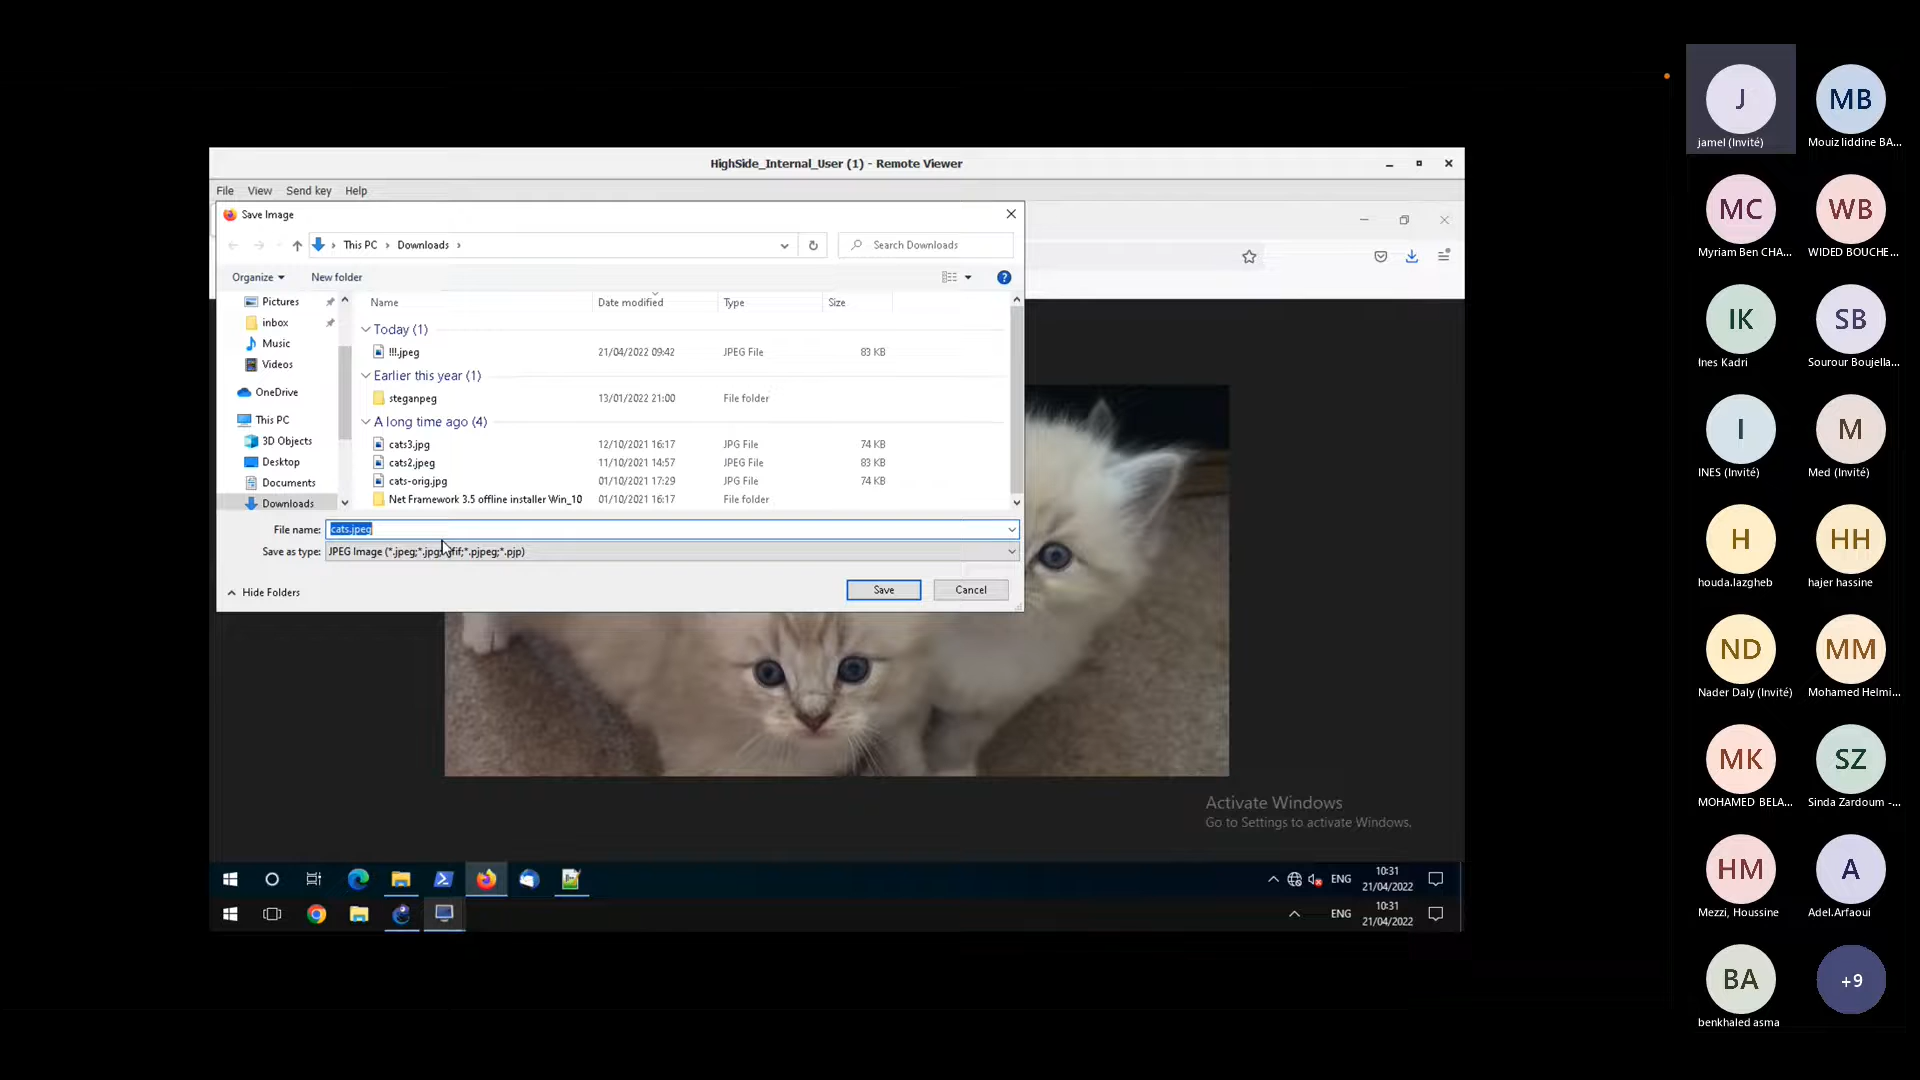 HighSide_Internal_User (1) - Remote Viewer
File View Send key Help
Save Image
This PC Downloads
Search Downloads
Organize New folder
Pictures
inbox
Music
Videos
OneDrive
This PC
3D Objects
Desktop
Documents
Downloads
Name Date modified Type Size
Today (1)
!!!.jpeg 21/04/2022 09:42 JPEG File 83 KB
Earlier this year (1)
steganpeg 13/01/2022 21:00 File folder
A long time ago (4)
cats3.jpg 12/10/2021 16:17 JPG File 74 KB
cats2.jpeg 11/10/2021 14:57 JPEG File 83 KB
cats-orig.jpg 01/10/2021 17:29 JPG File 74 KB
Net Framework 3.5 offline installer Win_10 01/10/2021 16:17 File folder
File name: cats.jpeg
Save as type: JPEG Image (*.jpeg;*.jpg; fif;*.pjpeg;*.pjp)
Hide Folders
Save
Cancel
Activate Windows
Go to Settings to activate Windows.
ENG
10:31
21/04/2022
ENG
10:31
21/04/2022
J
jamel (Invité)
MB
Mouiz liddine BA...
MC
Myriam Ben CHA...
WB
WIDED BOUCHE...
IK
Ines Kadri
SB
Sourour Boujella...
I
INES (Invité)
M
Med (Invité)
H
houda.lazgheb
HH
hajer hassine
ND
Nader Daly (Invité)
MM
Mohamed Helmi...
MK
MOHAMED BELA...
SZ
Sinda Zardoum -...
HM
Mezzi, Houssine
A
Adel.Arfaoui
BA
benkhaled asma
+9